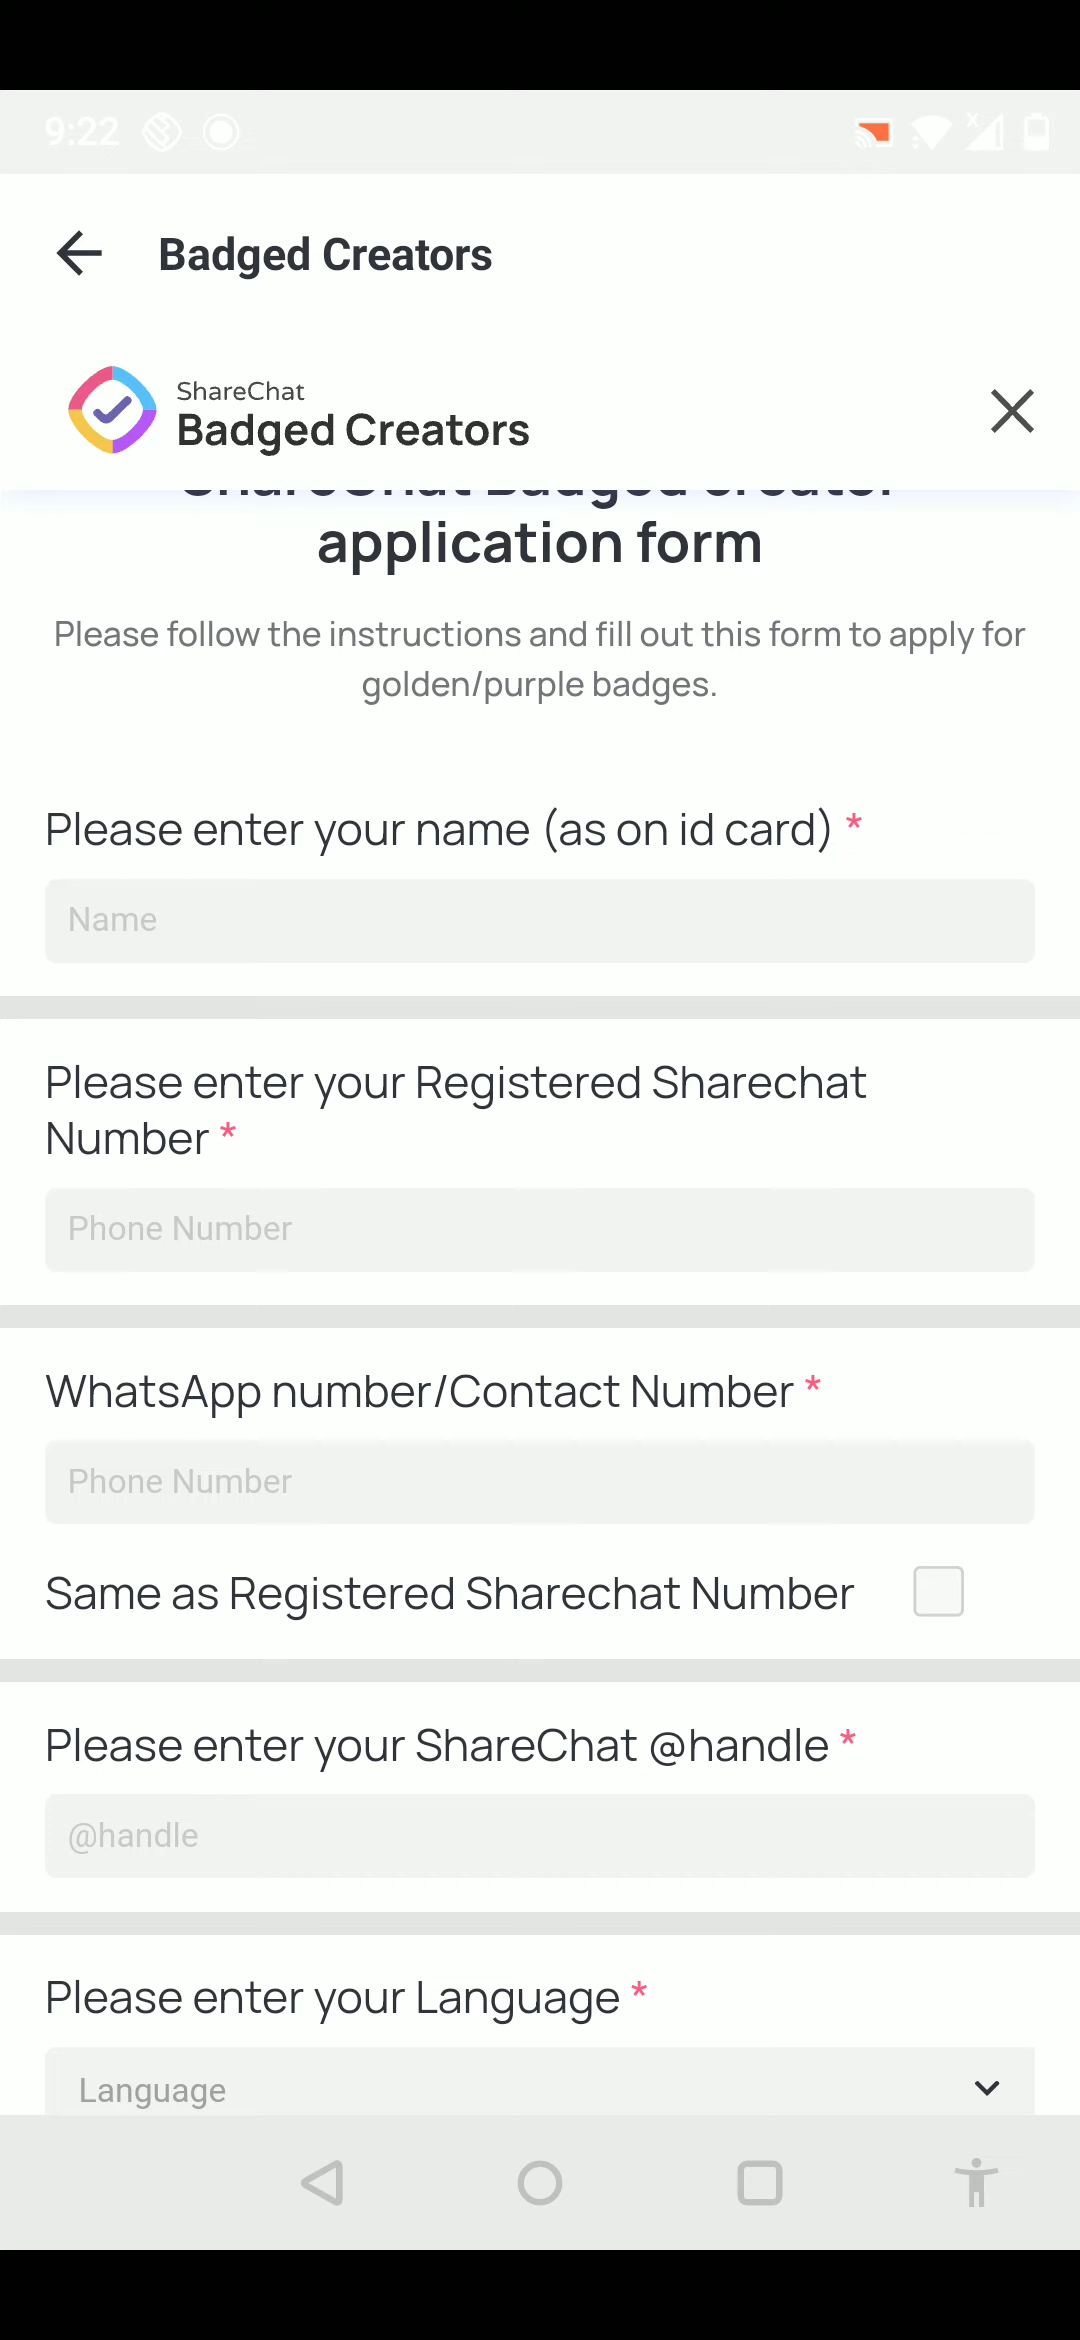 9:22
Badged Creators
ShareChat
Badged Creators
ShareChat Badged creator
application form
Please follow the instructions and fill out this form to apply for
golden/purple badges.
Please enter your name (as on id card) *
Name
Please enter your Registered Sharechat
Number *
Phone Number
WhatsApp number/Contact Number *
Phone Number
Same as Registered Sharechat Number
Please enter your ShareChat @handle *
@handle
Please enter your Language *
Language